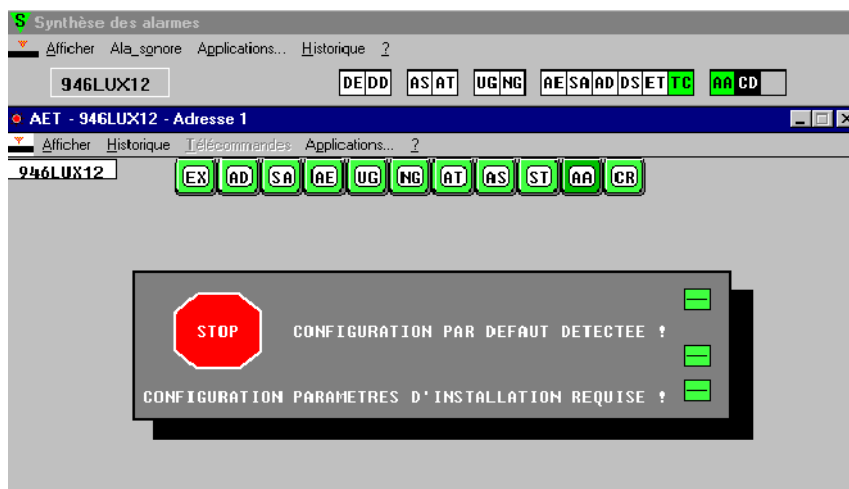 S Synthèse des alarmes
Afficher Ala_sonore Applications... Historique ?
946LUX12 DE DD AS AT UG NG AE SA AD DS ET TC AA CD
AET - 946LUX12 - Adresse 1
Afficher Historique Télécommandes Applications... ?
946LUX12 EX AD SA AE UG NG AT AS ST AA CR
STOP CONFIGURATION PAR DEFAUT DETECTEE !
CONFIGURATION PARAMETRES D'INSTALLATION REQUISE !